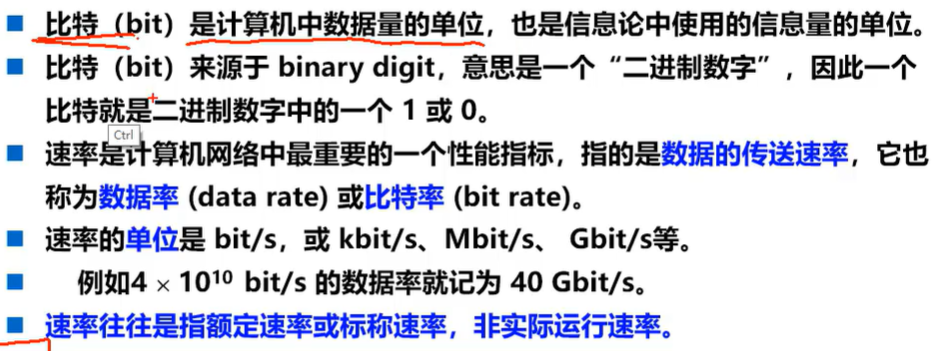 比特（bit）是计算机中数据量的单位，也是信息论中使用的信息量的单位。
比特（bit）来源于 binary digit，意思是一个“二进制数字”，因此一个
比特就是二进制数字中的一个 1 或 0。
Ctrl
速率是计算机网络中最重要的一个性能指标，指的是数据的传送速率，它也
称为数据率 (data rate) 或比特率 (bit rate)。
速率的单位是 bit/s，或 kbit/s、Mbit/s、 Gbit/s等。
例如4 × 10¹⁰ bit/s 的数据率就记为 40 Gbit/s。
速率往往是指额定速率或标称速率，非实际运行速率。